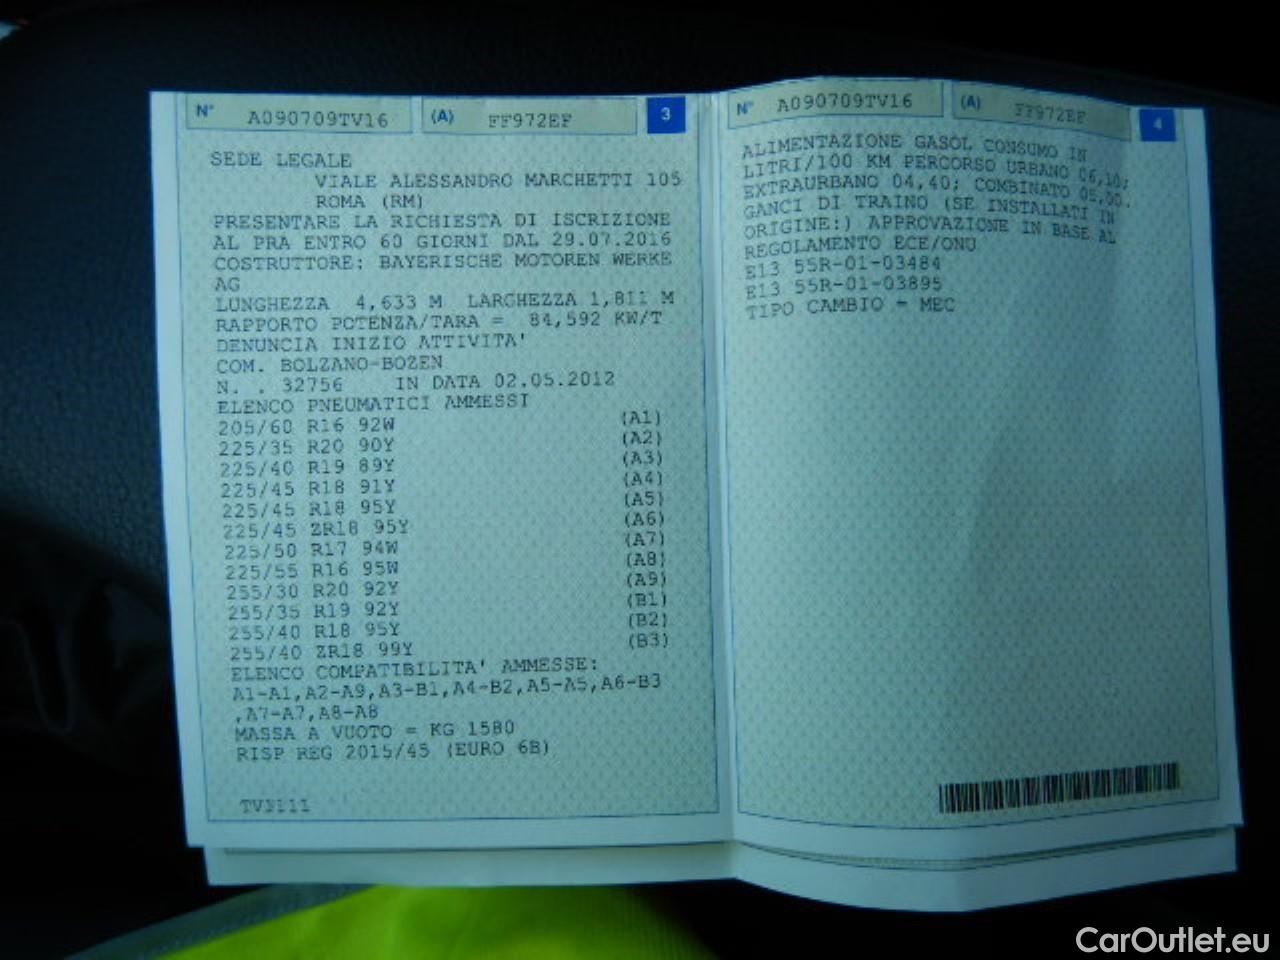 N° A090709TV16 (A) FF972EF 3
SEDE LEGALE
VIALE ALESSANDRO MARCHETTI 105
ROMA (RM)
PRESENTARE LA RICHIESTA DI ISCRIZIONE
AL PRA ENTRO 60 GIORNI DAL 29.07.2016
COSTRUTTORE: BAYERISCHE MOTOREN WERKE
AG
LUNGHEZZA 4,633 M LARGHEZZA 1,811 M
RAPPORTO POTENZA/TARA = 84,592 KW/T
DENUNCIA INIZIO ATTIVITA'
COM. BOLZANO-BOZEN
N. . 32756 IN DATA 02.05.2012
ELENCO PNEUMATICI AMMESSI
205/60 R16 92W (A1)
225/35 R20 90Y (A2)
225/40 R19 89Y (A3)
225/45 R18 91Y (A4)
225/45 R18 95Y (A5)
225/45 ZR18 95Y (A6)
225/50 R17 94W (A7)
225/55 R16 95W (A8)
255/30 R20 92Y (A9)
255/35 R19 92Y (B1)
255/40 R18 95Y (B2)
255/40 ZR18 99Y (B3)
ELENCO COMPATIBILITA' AMMESSE:
A1-A1,A2-A9,A3-B1,A4-B2,A5-A5,A6-B3
,A7-A7,A8-A8
MASSA A VUOTO = KG 1580
RISP REG 2015/45 (EURO 6B)
N° A090709TV16 (A) FF972EF 4
ALIMENTAZIONE GASOL CONSUMO IN
LITRI/100 KM PERCORSO URBANO 06,10;
EXTRAURBANO 04,40; COMBINATO 05,00.
GANCI DI TRAINO (SE INSTALLATI IN
ORIGINE:) APPROVAZIONE IN BASE AL
REGOLAMENTO ECE/ONU
E13 55R-01-03484
E13 55R-01-03895
TIPO CAMBIO = MEC
CarOutlet.eu